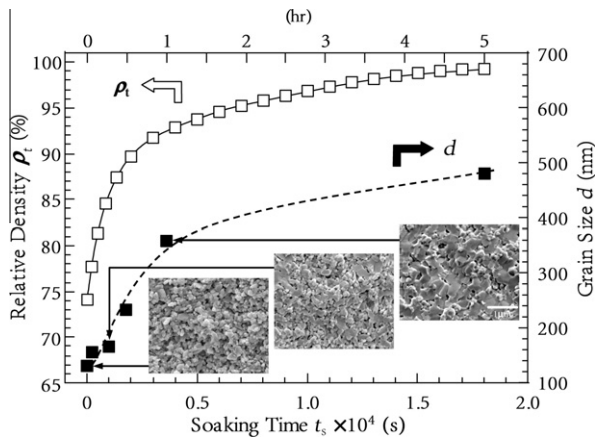 (hr)
0 1 2 3 4 5
100
95
90
85
80
75
70
65
Relative Density ρt (%)
ρt
d
700
600
500
400
300
200
100
Grain Size d (nm)
1μm
0 0.5 1.0 1.5 2.0
Soaking Time ts ×10⁴ (s)